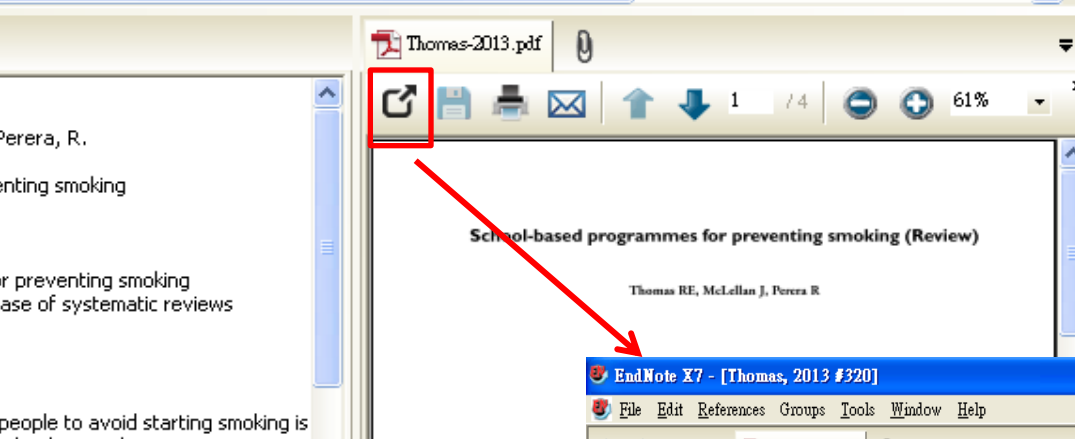 Thomas-2013.pdf
1 / 4 61%
Perera, R.
enting smoking
or preventing smoking
ase of systematic reviews
people to avoid starting smoking is
School-based programmes for preventing smoking (Review)
Thomas RE, McLellan J, Perera R
EndNote X7 - [Thomas, 2013 #320]
File Edit References Groups Tools Window Help